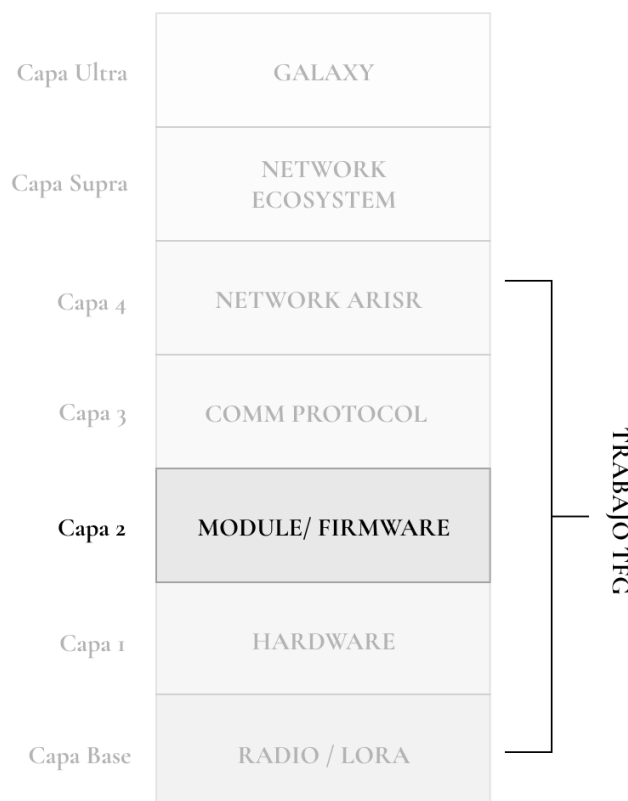 Capa Ultra
GALAXY
Capa Supra
NETWORK
ECOSYSTEM
Capa 4
NETWORK ARISR
Capa 3
COMM PROTOCOL
Capa 2
MODULE/ FIRMWARE
Capa 1
HARDWARE
Capa Base
RADIO / LORA
TRABAJO TFG